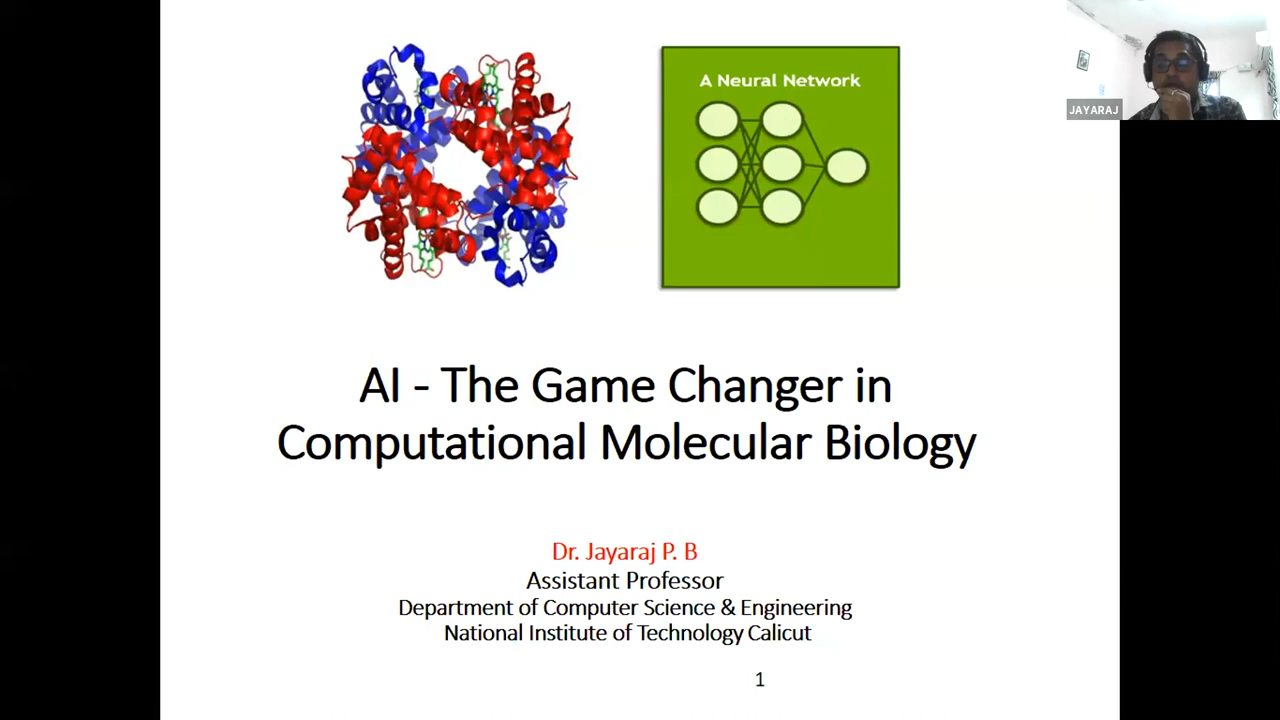 A Neural Network
JAYARAJ
AI - The Game Changer in
Computational Molecular Biology
Dr. Jayaraj P. B
Assistant Professor
Department of Computer Science & Engineering
National Institute of Technology Calicut
1